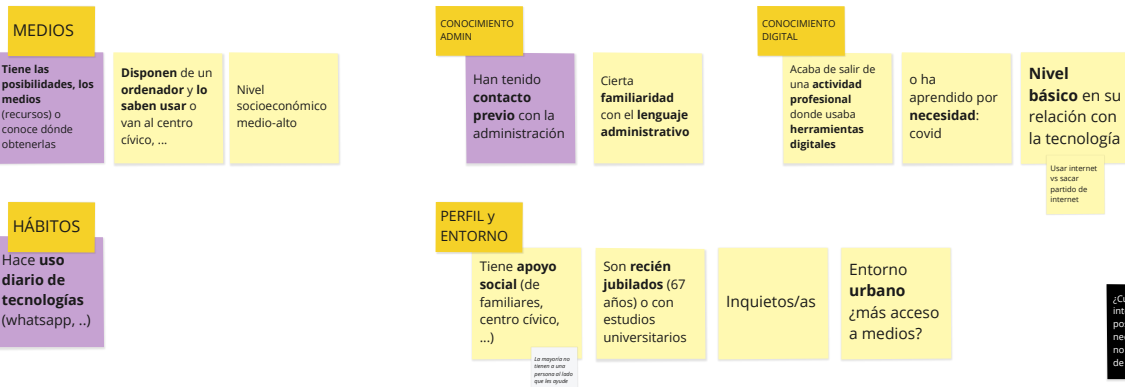 MEDIOS
Tiene las
posibilidades, los
medios
(recursos) o
conoce dónde
obtenerlas
Disponen de un
ordenador y lo
saben usar o
van al centro
cívico, ...
Nivel
socioeconómico
medio-alto
CONOCIMIENTO
ADMIN
Han tenido
contacto
previo con la
administración
Cierta
familiaridad
con el lenguaje
administrativo
CONOCIMIENTO
DIGITAL
Acaba de salir de
una actividad
profesional
donde usaba
herramientas
digitales
o ha
aprendido por
necesidad:
covid
Nivel
básico en su
relación con
la tecnología
Usar internet
vs sacar
partido de
internet
HÁBITOS
Hace uso
diario de
tecnologías
(whatsapp, ..)
PERFIL y
ENTORNO
Tiene apoyo
social (de
familiares,
centro cívico,
...)
La mayoría no
tienen a una
persona al lado
que les ayude
Son recién
jubilados (67
años) o con
estudios
universitarios
Inquietos/as
Entorno
urbano
¿más acceso
a medios?
no
de